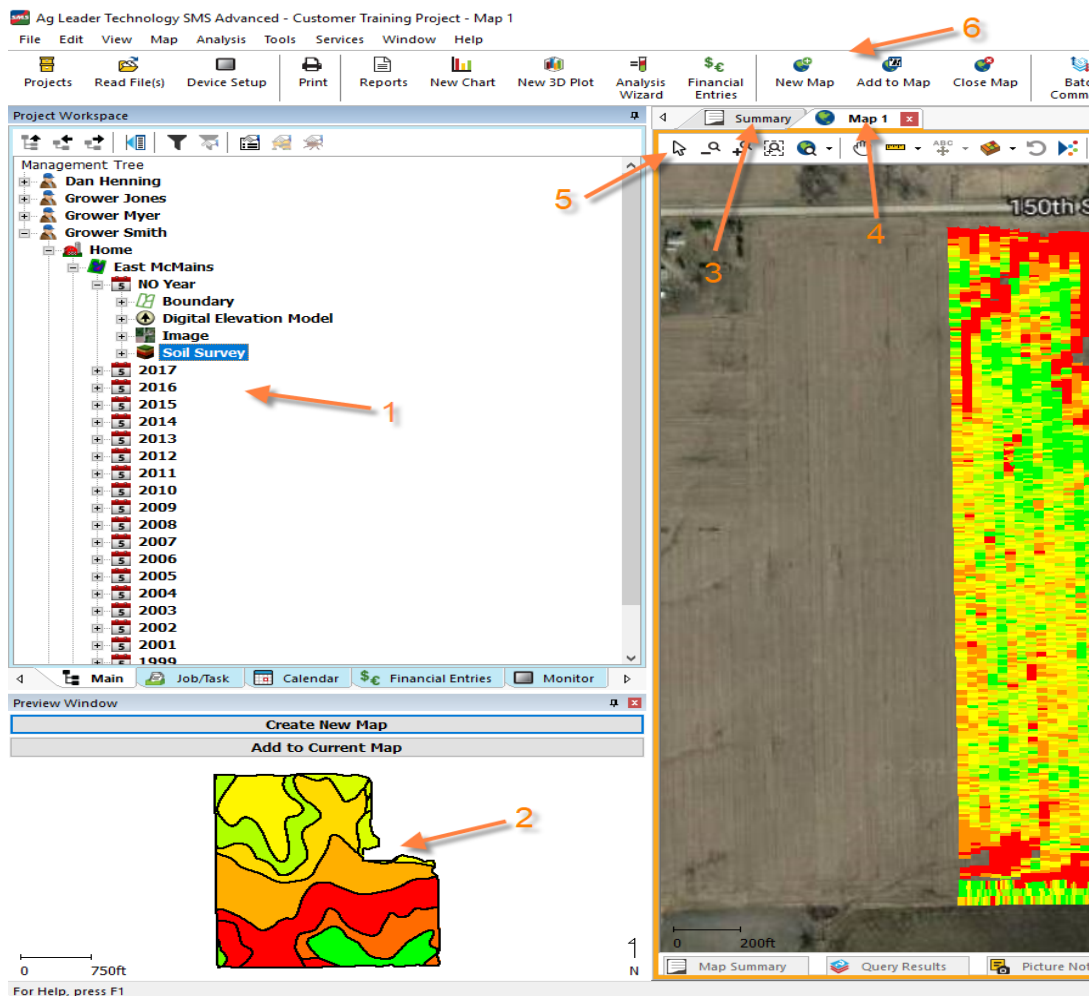 SMS Ag Leader Technology SMS Advanced - Customer Training Project - Map 1
File Edit View Map Analysis Tools Services Window Help
6
Projects Read File(s) Device Setup Print Reports New Chart New 3D Plot Analysis Wizard Financial Entries New Map Add to Map Close Map
Project Workspace
Summary Map 1
Management Tree
Dan Henning
Grower Jones
Grower Myer
Grower Smith
Home
East McMains
NO Year
Boundary
Digital Elevation Model
Image
Soil Survey
2017
2016
2015
2014
2013
2012
2011
2010
2009
2008
2007
2006
2005
2004
2003
2002
2001
1999
5
3
4
150th S
1
Main Job/Task Calendar Financial Entries Monitor
Preview Window
Create New Map
Add to Current Map
2
0 750ft
N
0 200ft
Map Summary Query Results Picture Not
For Help, press F1